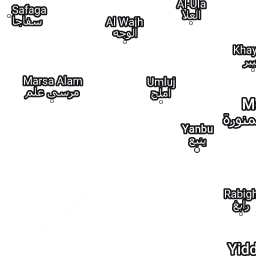 Safaga
سفاجا
Al Wajh
الوجه
Al-Ula
العلا
Marsa Alam
مرسى علم
Umluj
أملج
Yanbu
ينبع
Rabigh
رابغ